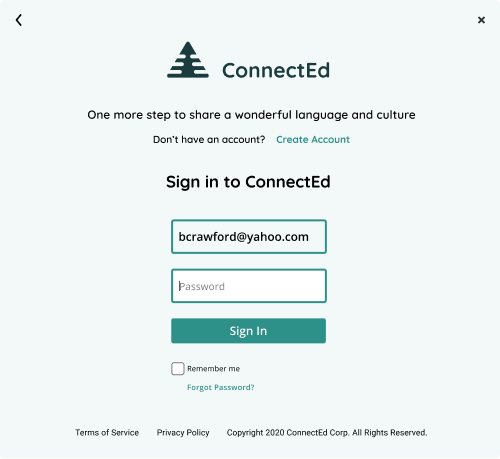 ConnectEd
One more step to share a wonderful language and culture
Don't have an account? Create Account
Sign in to ConnectEd
bcrawford@yahoo.com
Password
Sign In
Remember me
Forgot Password?
Terms of Service Privacy Policy Copyright 2020 ConnectEd Corp. All Rights Reserved.